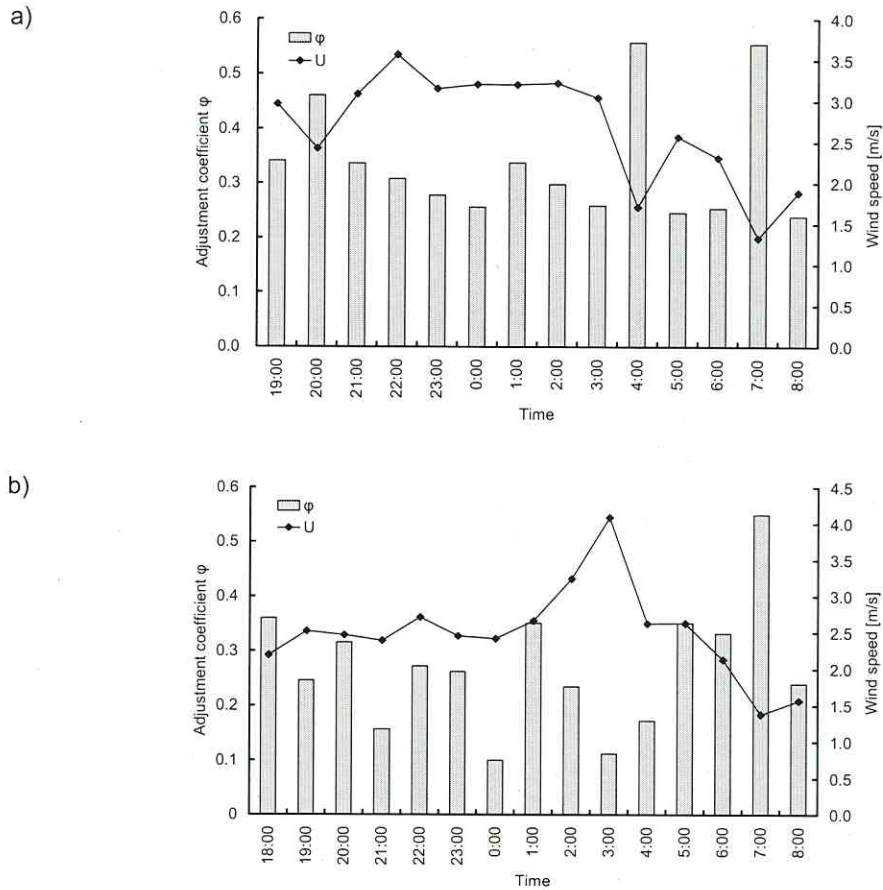 a)
φ
U
Adjustment coefficient φ
0.6
0.5
0.4
0.3
0.2
0.1
0.0
4.0
3.5
3.0
2.5
2.0
1.5
1.0
0.5
0.0
Wind speed [m/s]
19:00 20:00 21:00 22:00 23:00 0:00 1:00 2:00 3:00 4:00 5:00 6:00 7:00 8:00
Time
b)
φ
U
Adjustment coefficient φ
0.6
0.5
0.4
0.3
0.2
0.1
0
4.5
4.0
3.5
3.0
2.5
2.0
1.5
1.0
0.5
0.0
Wind speed [m/s]
18:00 19:00 20:00 21:00 22:00 23:00 0:00 1:00 2:00 3:00 4:00 5:00 6:00 7:00 8:00
Time